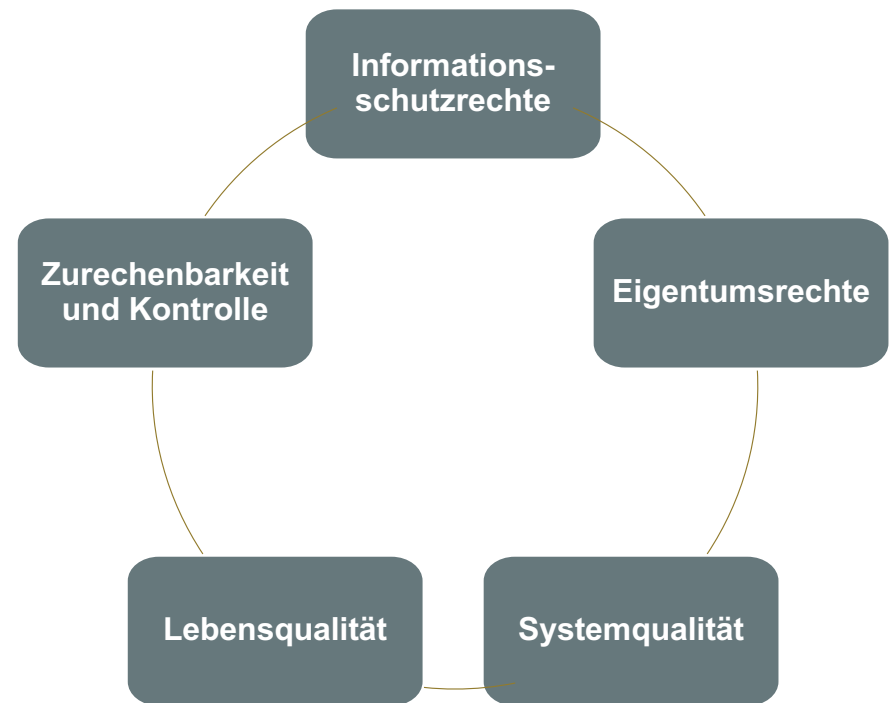 Informations-
schutzrechte
Zurechenbarkeit
und Kontrolle
Eigentumsrechte
Lebensqualität
Systemqualität